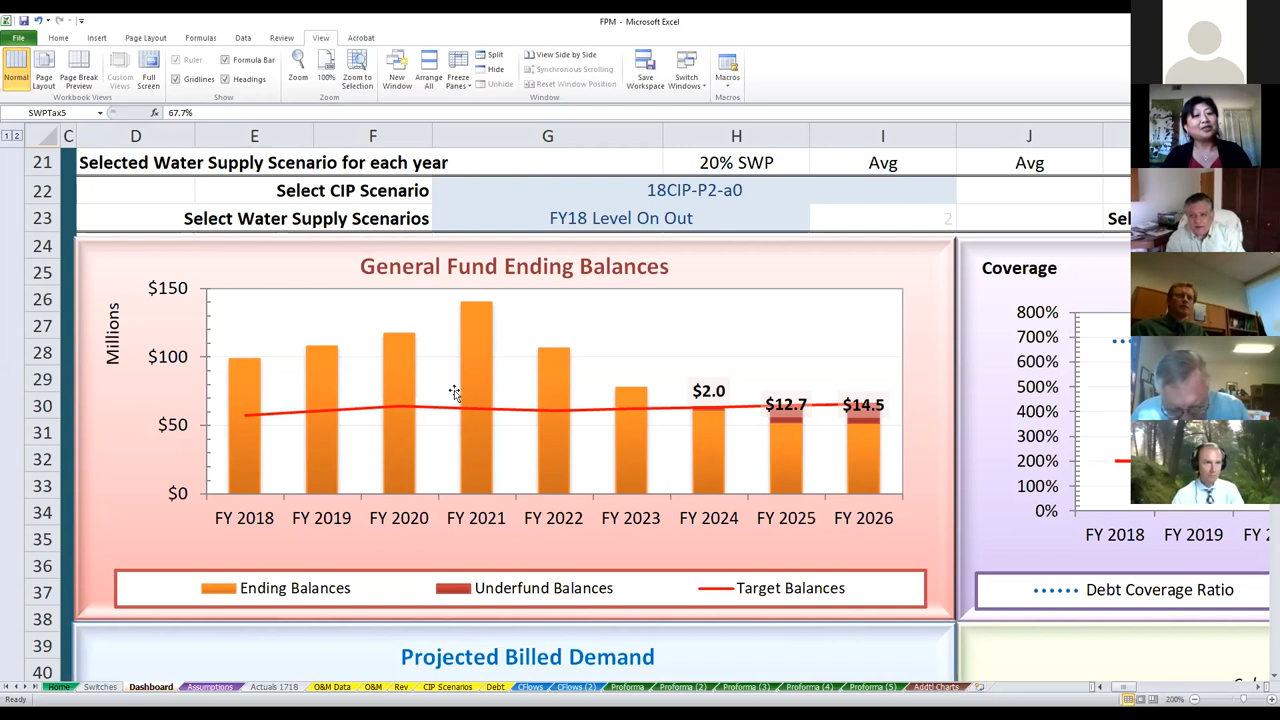 FPM - Microsoft Excel
File Home Insert Page Layout Formulas Data Review View Acrobat
Normal Page Layout Page Break Preview Custom Views Full Screen
Ruler Formula Bar
Gridlines Headings
Zoom 100% Zoom to Selection
New Window Arrange All Freeze Panes
Split
Hide
Unhide
View Side by Side
Synchronous Scrolling
Reset Window Position
Save Workspace Switch Windows Macros
Workbook Views Show Zoom Window Macros
SWPTax5 fx 67.7%
1 2 C D E F G H I J
21 Selected Water Supply Scenario for each year 20% SWP Avg Avg
22 Select CIP Scenario 18CIP-P2-a0
23 Select Water Supply Scenarios FY18 Level On Out 2 Sel
24
25
26
27
28
29
30
31
32
33
34
35
36
37
38
39
40
General Fund Ending Balances
Millions
$150
$100
$50
$0
$2.0 $12.7 $14.5
FY 2018 FY 2019 FY 2020 FY 2021 FY 2022 FY 2023 FY 2024 FY 2025 FY 2026
Ending Balances Underfund Balances Target Balances
Coverage
800%
700%
600%
500%
400%
300%
200%
100%
0%
FY 2018 FY 2019 FY 2
Debt Coverage Ratio
Projected Billed Demand
Home Switches Dashboard Assumptions Actuals 1718 O&M Data O&M Rev CIP Scenarios Debt CFlows CFlows (2) Proforma Proforma (2) Proforma (3) Proforma (4) Proforma (5) Addtl Charts
Ready 200%